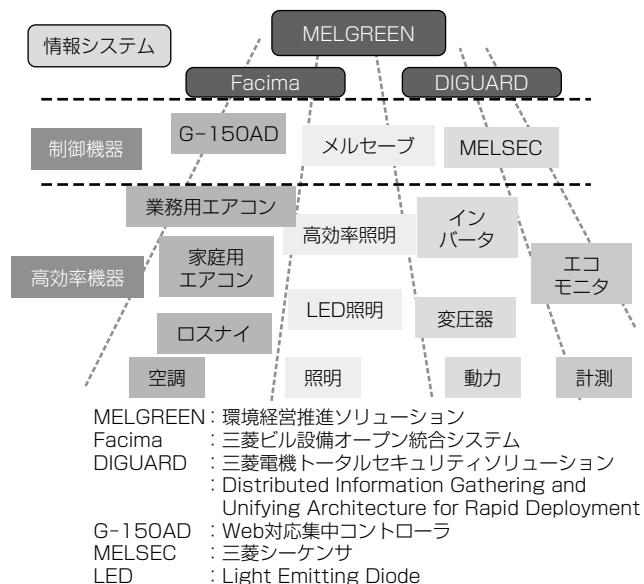 情報システム
MELGREEN
Facima
DIGUARD
制御機器
G-150AD
メルセーブ
MELSEC
業務用エアコン
高効率照明
イン
バータ
高効率機器
家庭用
エアコン
エコ
モニタ
LED照明
変圧器
ロスナイ
空調
照明
動力
計測
MELGREEN：環境経営推進ソリューション
Facima：三菱ビル設備オープン統合システム
DIGUARD：三菱電機トータルセキュリティソリューション
：Distributed Information Gathering and
Unifying Architecture for Rapid Deployment
G-150AD：Web対応集中コントローラ
MELSEC：三菱シーケンサ
LED：Light Emitting Diode